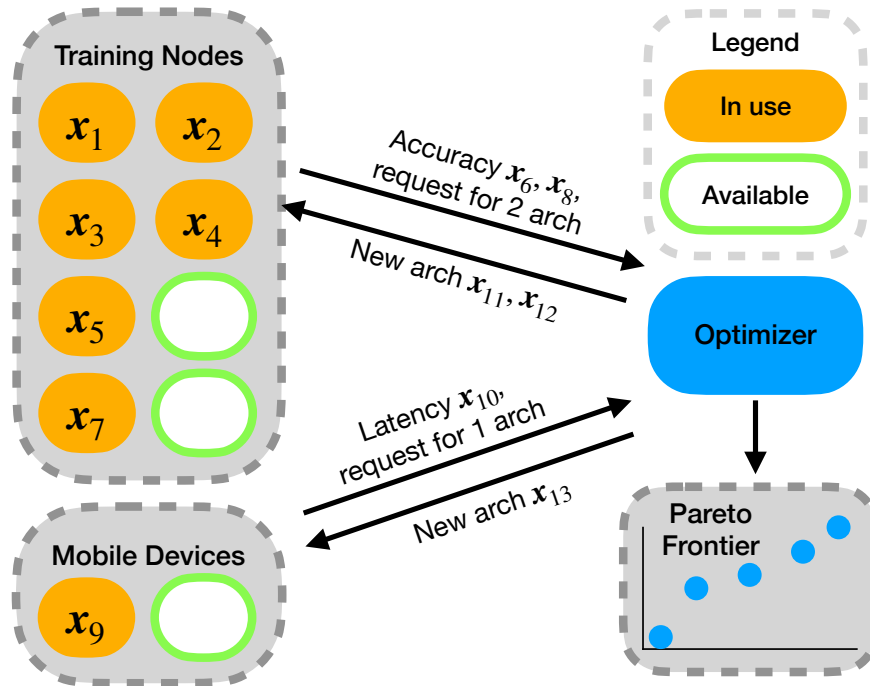 Training Nodes
x₁ x₂
x₃ x₄
x₅
x₇
Mobile Devices
x₉
Accuracy x₆, x₈,
request for 2 arch
New arch x₁₁, x₁₂
Latency x₁₀,
request for 1 arch
New arch x₁₃
Legend
In use
Available
Optimizer
Pareto
Frontier